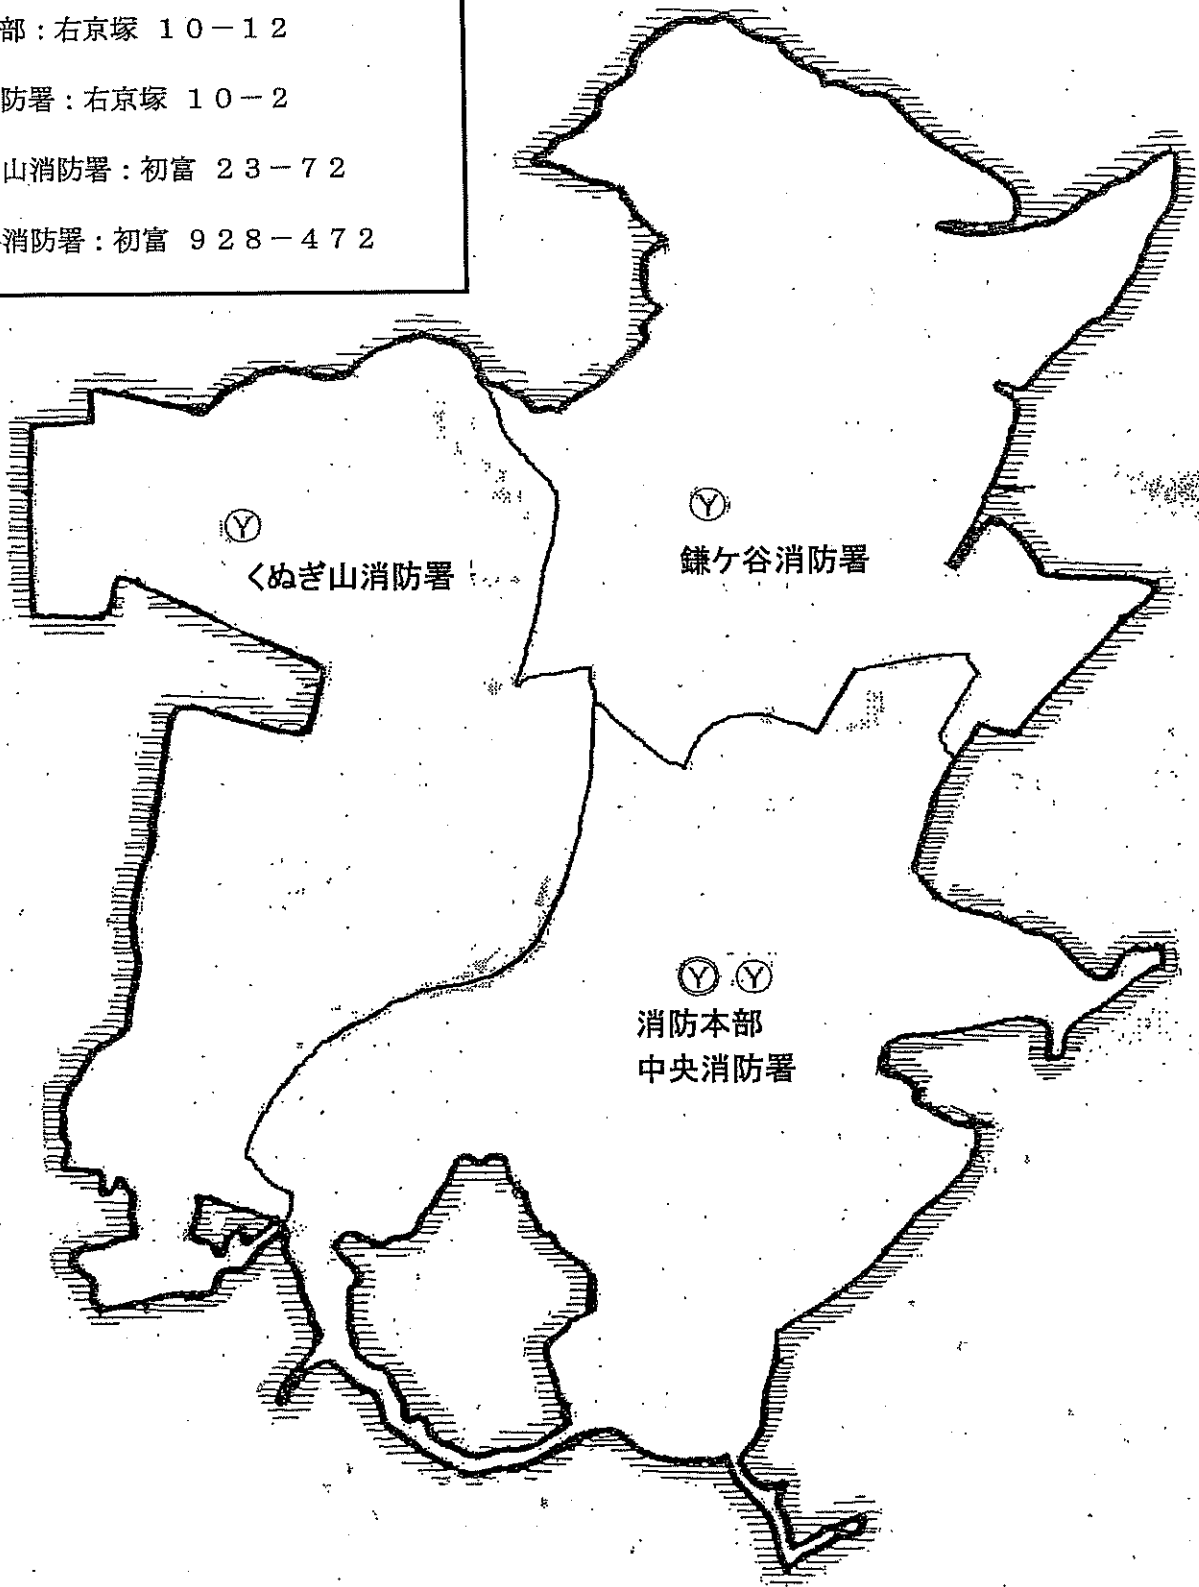 部：右京塚 １０－１２
防署：右京塚 １０－２
山消防署：初富 ２３－７２
消防署：初富 ９２８－４７２
Y
Y
くぬぎ山消防署
鎌ケ谷消防署
Y Y
消防本部
中央消防署